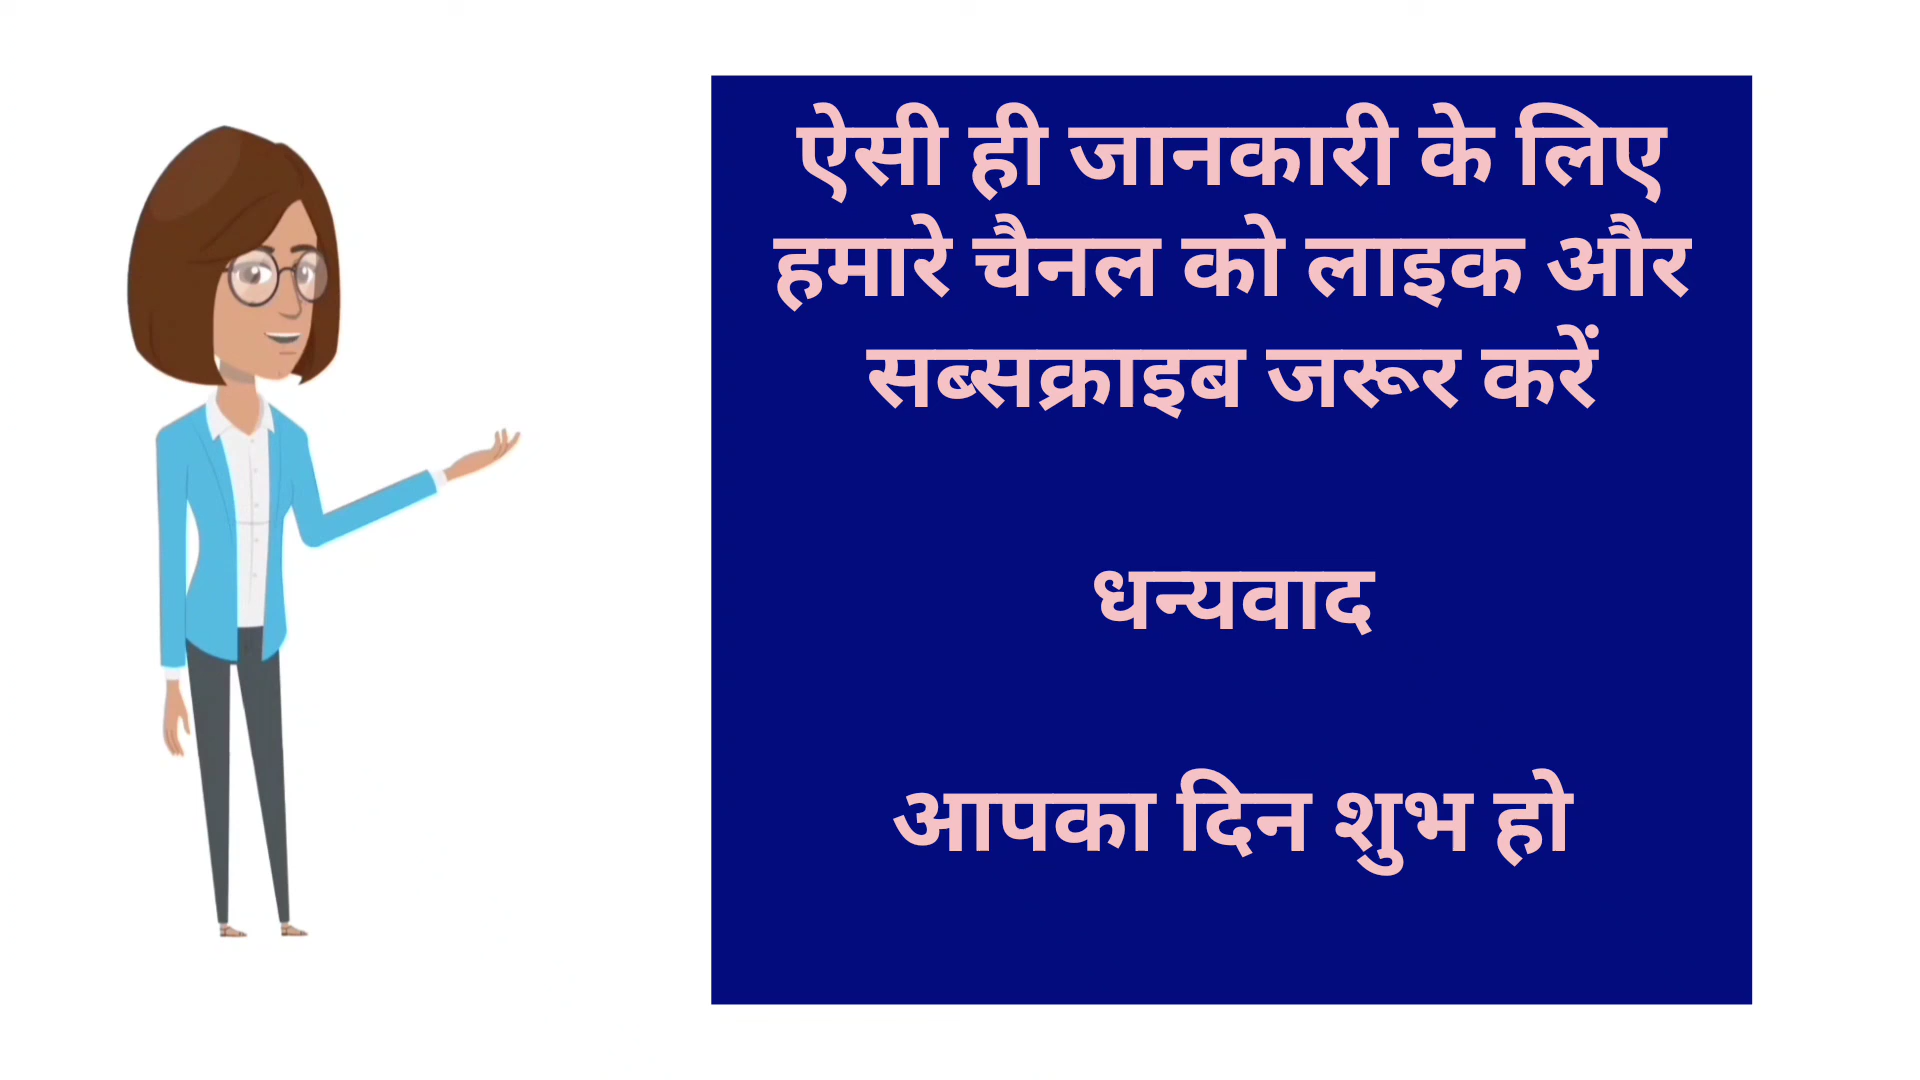 ऐसी ही जानकारी के लिए
हमारे चैनल को लाइक और
सब्सक्राइब जरूर करें
धन्यवाद
आपका दिन शुभ हो